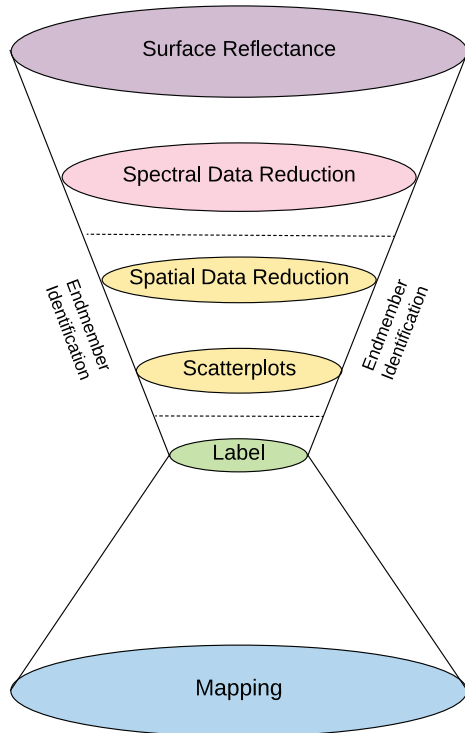 Surface Reflectance
Spectral Data Reduction
Spatial Data Reduction
Endmember
Identification
Endmember
Identification
Scatterplots
Label
Mapping